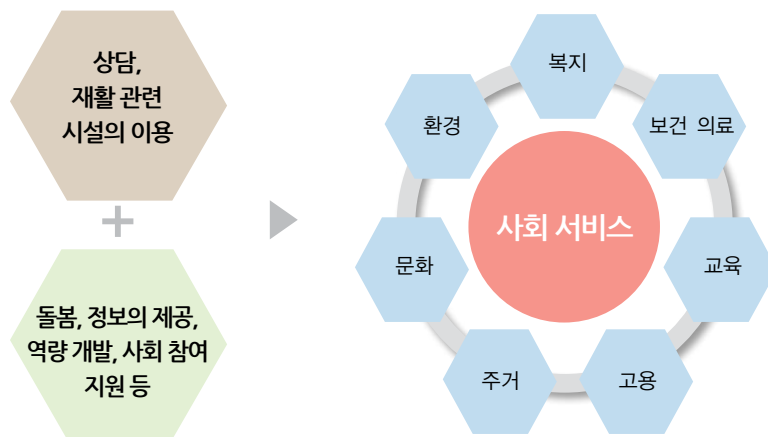 상담,
재활 관련
시설의 이용
+
돌봄, 정보의 제공,
역량 개발, 사회 참여
지원 등
사회 서비스
복지
보건 의료
교육
고용
주거
문화
환경